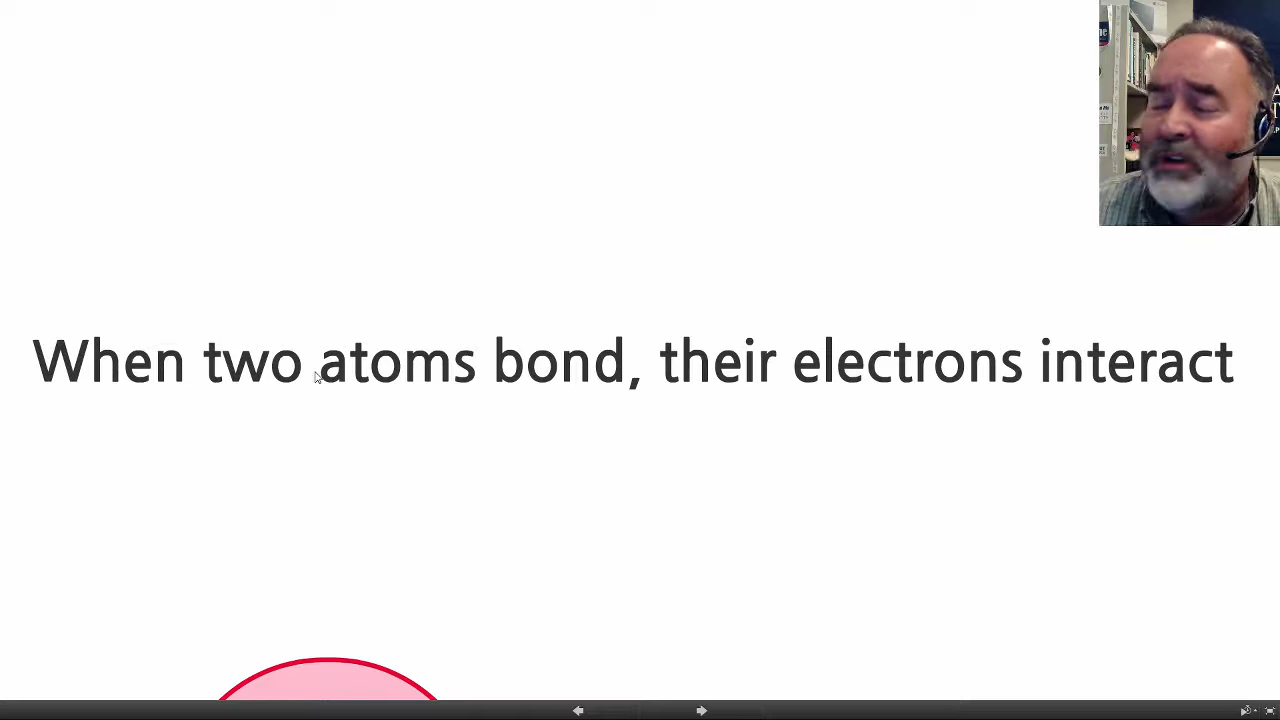 When two atoms bond, their electrons interact